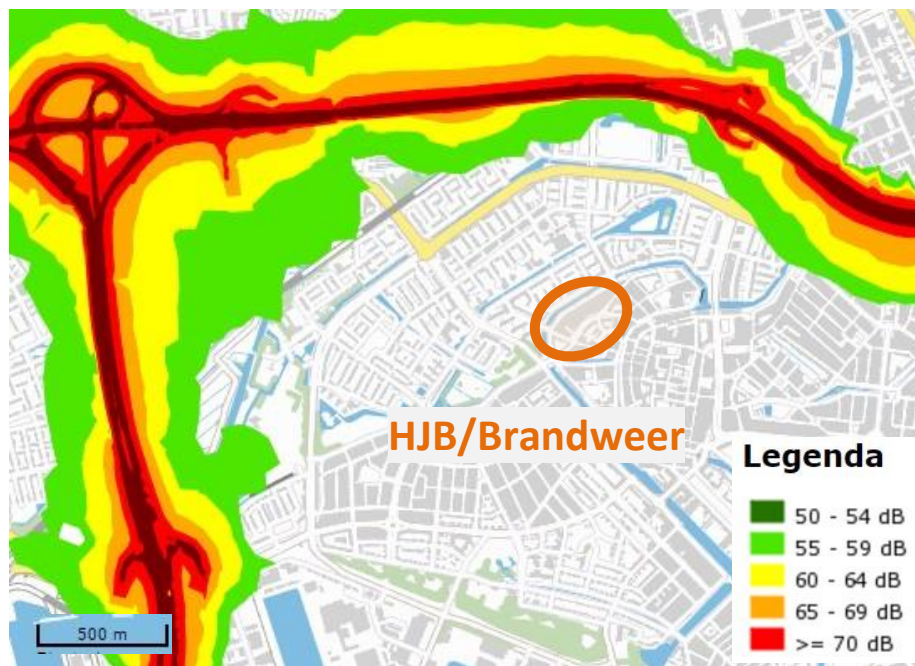 HJB/Brandweer
Legenda
50 - 54 dB
55 - 59 dB
60 - 64 dB
65 - 69 dB
>= 70 dB
500 m